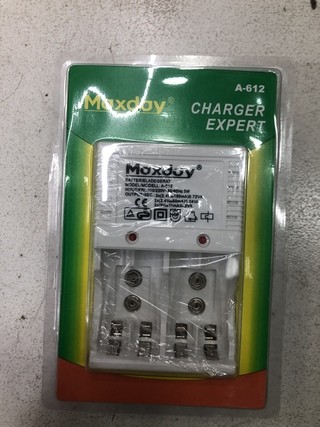 A-612
Maxday
CHARGER
EXPERT
Maxday
BATTERIELADEGERÄT
MODEL/MODELL: A-612